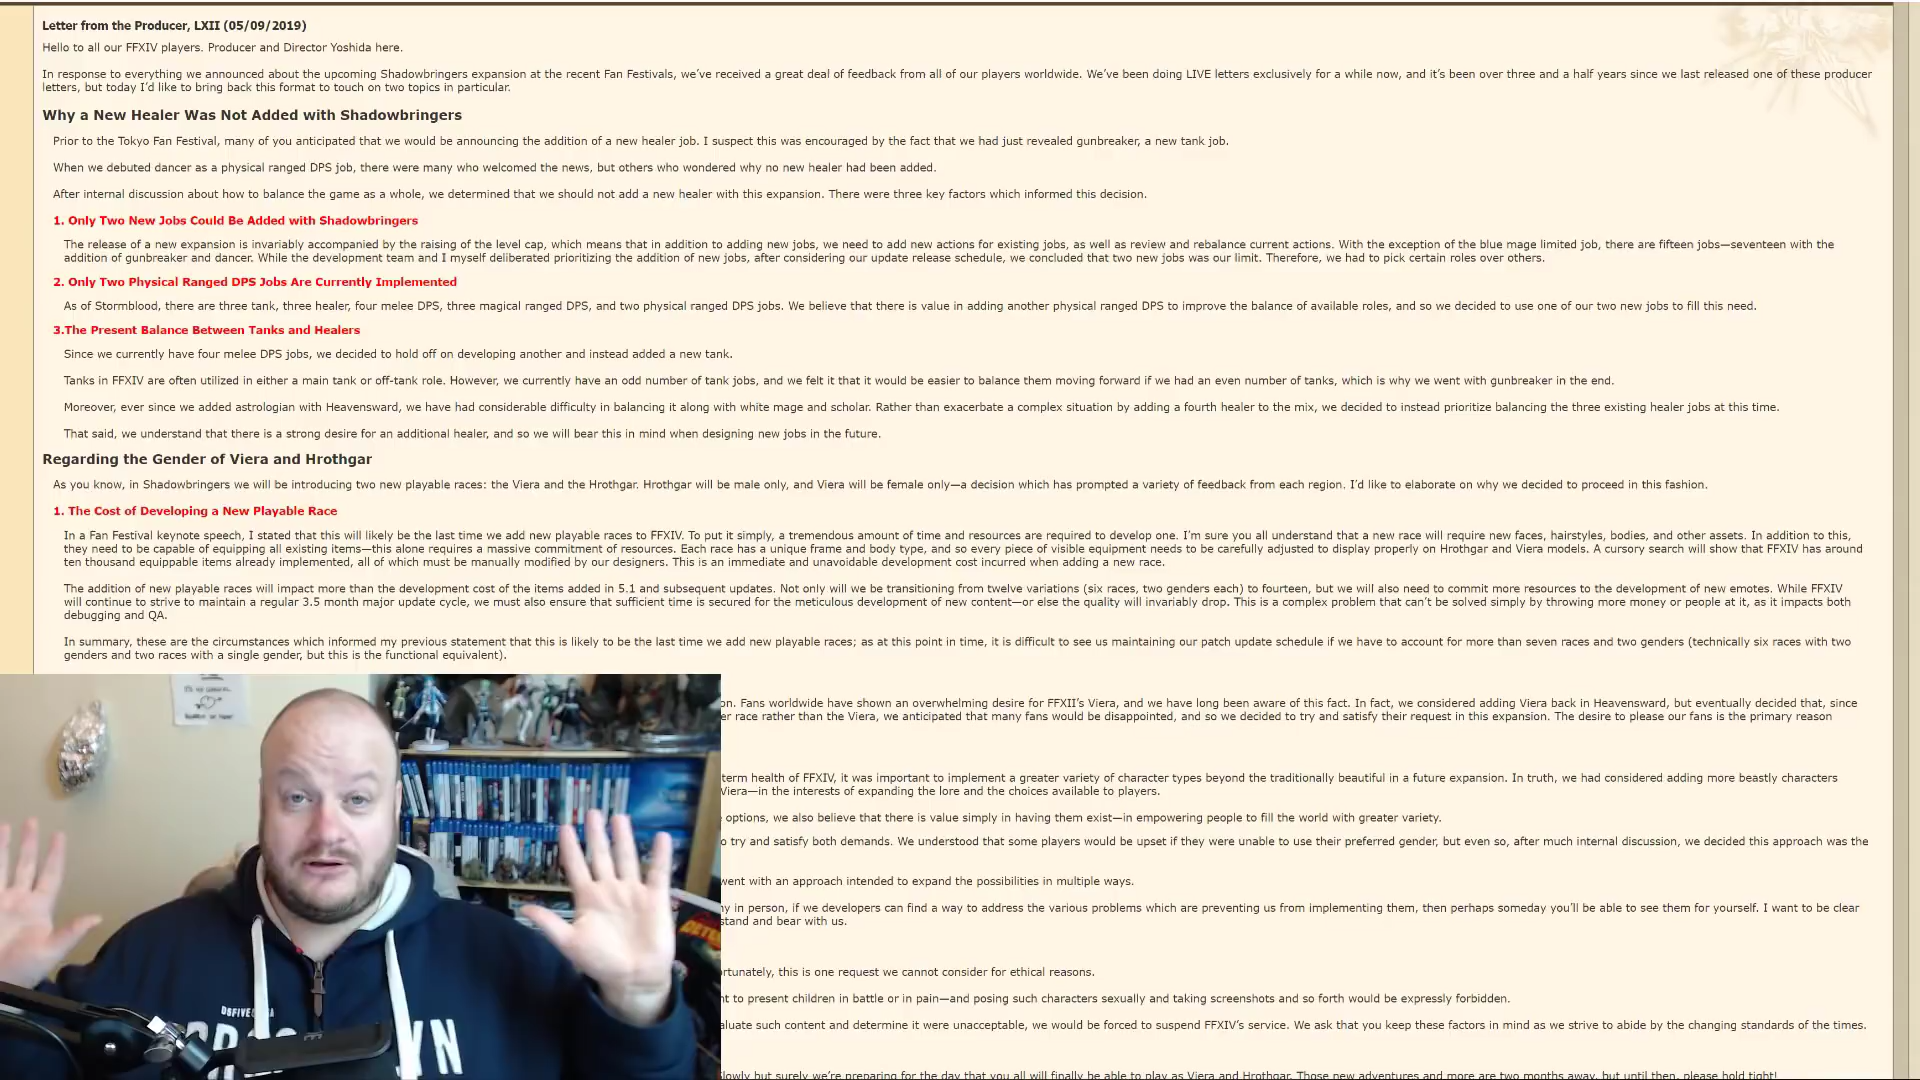 Letter from the Producer, LXII (05/09/2019)
Hello to all our FFXIV players. Producer and Director Yoshida here.
In response to everything we announced about the upcoming Shadowbringers expansion at the recent Fan Festivals, we’ve received a great deal of feedback from all of our players worldwide. We’ve been doing LIVE letters exclusively for a while now, and it’s been over three and a half years since we last released one of these producer
letters, but today I’d like to bring back this format to touch on two topics in particular.
Why a New Healer Was Not Added with Shadowbringers
Prior to the Tokyo Fan Festival, many of you anticipated that we would be announcing the addition of a new healer job. I suspect this was encouraged by the fact that we had just revealed gunbreaker, a new tank job.
When we debuted dancer as a physical ranged DPS job, there were many who welcomed the news, but others who wondered why no new healer had been added.
After internal discussion about how to balance the game as a whole, we determined that we should not add a new healer with this expansion. There were three key factors which informed this decision.
1. Only Two New Jobs Could Be Added with Shadowbringers
The release of a new expansion is invariably accompanied by the raising of the level cap, which means that in addition to adding new jobs, we need to add new actions for existing jobs, as well as review and rebalance current actions. With the exception of the blue mage limited job, there are fifteen jobs—seventeen with the
addition of gunbreaker and dancer. While the development team and I myself deliberated prioritizing the addition of new jobs, after considering our update release schedule, we concluded that two new jobs was our limit. Therefore, we had to pick certain roles over others.
2. Only Two Physical Ranged DPS Jobs Are Currently Implemented
As of Stormblood, there are three tank, three healer, four melee DPS, three magical ranged DPS, and two physical ranged DPS jobs. We believe that there is value in adding another physical ranged DPS to improve the balance of available roles, and so we decided to use one of our two new jobs to fill this need.
3.The Present Balance Between Tanks and Healers
Since we currently have four melee DPS jobs, we decided to hold off on developing another and instead added a new tank.
Tanks in FFXIV are often utilized in either a main tank or off-tank role. However, we currently have an odd number of tank jobs, and we felt it that it would be easier to balance them moving forward if we had an even number of tanks, which is why we went with gunbreaker in the end.
Moreover, ever since we added astrologian with Heavensward, we have had considerable difficulty in balancing it along with white mage and scholar. Rather than exacerbate a complex situation by adding a fourth healer to the mix, we decided to instead prioritize balancing the three existing healer jobs at this time.
That said, we understand that there is a strong desire for an additional healer, and so we will bear this in mind when designing new jobs in the future.
Regarding the Gender of Viera and Hrothgar
As you know, in Shadowbringers we will be introducing two new playable races: the Viera and the Hrothgar. Hrothgar will be male only, and Viera will be female only—a decision which has prompted a variety of feedback from each region. I’d like to elaborate on why we decided to proceed in this fashion.
1. The Cost of Developing a New Playable Race
In a Fan Festival keynote speech, I stated that this will likely be the last time we add new playable races to FFXIV. To put it simply, a tremendous amount of time and resources are required to develop one. I’m sure you all understand that a new race will require new faces, hairstyles, bodies, and other assets. In addition to this,
they need to be capable of equipping all existing items—this alone requires a massive commitment of resources. Each race has a unique frame and body type, and so every piece of visible equipment needs to be carefully adjusted to display properly on Hrothgar and Viera models. A cursory search will show that FFXIV has around
ten thousand equippable items already implemented, all of which must be manually modified by our designers. This is an immediate and unavoidable development cost incurred when adding a new race.
The addition of new playable races will impact more than the development cost of the items added in 5.1 and subsequent updates. Not only will we be transitioning from twelve variations (six races, two genders each) to fourteen, but we will also need to commit more resources to the development of new emotes. While FFXIV
will continue to strive to maintain a regular 3.5 month major update cycle, we must also ensure that sufficient time is secured for the meticulous development of new content—or else the quality will invariably drop. This is a complex problem that can’t be solved simply by throwing more money or people at it, as it impacts both
debugging and QA.
In summary, these are the circumstances which informed my previous statement that this is likely to be the last time we add new playable races; as at this point in time, it is difficult to see us maintaining our patch update schedule if we have to account for more than seven races and two genders (technically six races with two
genders and two races with a single gender, but this is the functional equivalent).
on. Fans worldwide have shown an overwhelming desire for FFXII’s Viera, and we have long been aware of this fact. In fact, we considered adding Viera back in Heavensward, but eventually decided that, since
er race rather than the Viera, we anticipated that many fans would be disappointed, and so we decided to try and satisfy their request in this expansion. The desire to please our fans is the primary reason
term health of FFXIV, it was important to implement a greater variety of character types beyond the traditionally beautiful in a future expansion. In truth, we had considered adding more beastly characters
Viera—in the interests of expanding the lore and the choices available to players.
options, we also believe that there is value simply in having them exist—in empowering people to fill the world with greater variety.
o try and satisfy both demands. We understood that some players would be upset if they were unable to use their preferred gender, but even so, after much internal discussion, we decided this approach was the
went with an approach intended to expand the possibilities in multiple ways.
ny in person, if we developers can find a way to address the various problems which are preventing us from implementing them, then perhaps someday you’ll be able to see them for yourself. I want to be clear
stand and bear with us.
rtunately, this is one request we cannot consider for ethical reasons.
nt to present children in battle or in pain—and posing such characters sexually and taking screenshots and so forth would be expressly forbidden.
aluate such content and determine it were unacceptable, we would be forced to suspend FFXIV’s service. We ask that you keep these factors in mind as we strive to abide by the changing standards of the times.
Slowly but surely we’re preparing for the day that you all will finally be able to play as Viera and Hrothgar. Those new adventures and more are two months away, but until then, please hold tight!